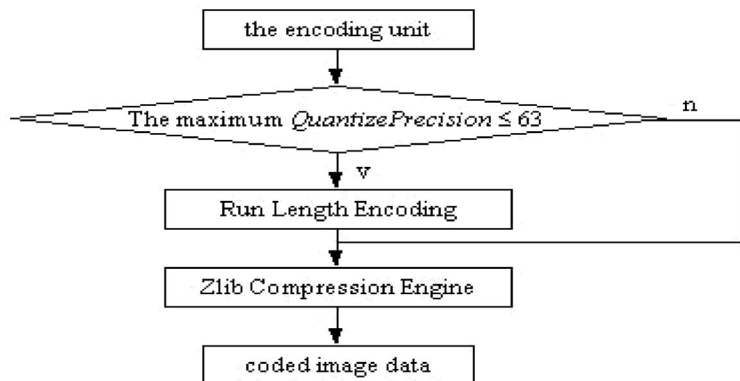 the encoding unit
The maximum QuantizePrecision ≤ 63
n
v
Run Length Encoding
Zlib Compression Engine
coded image data